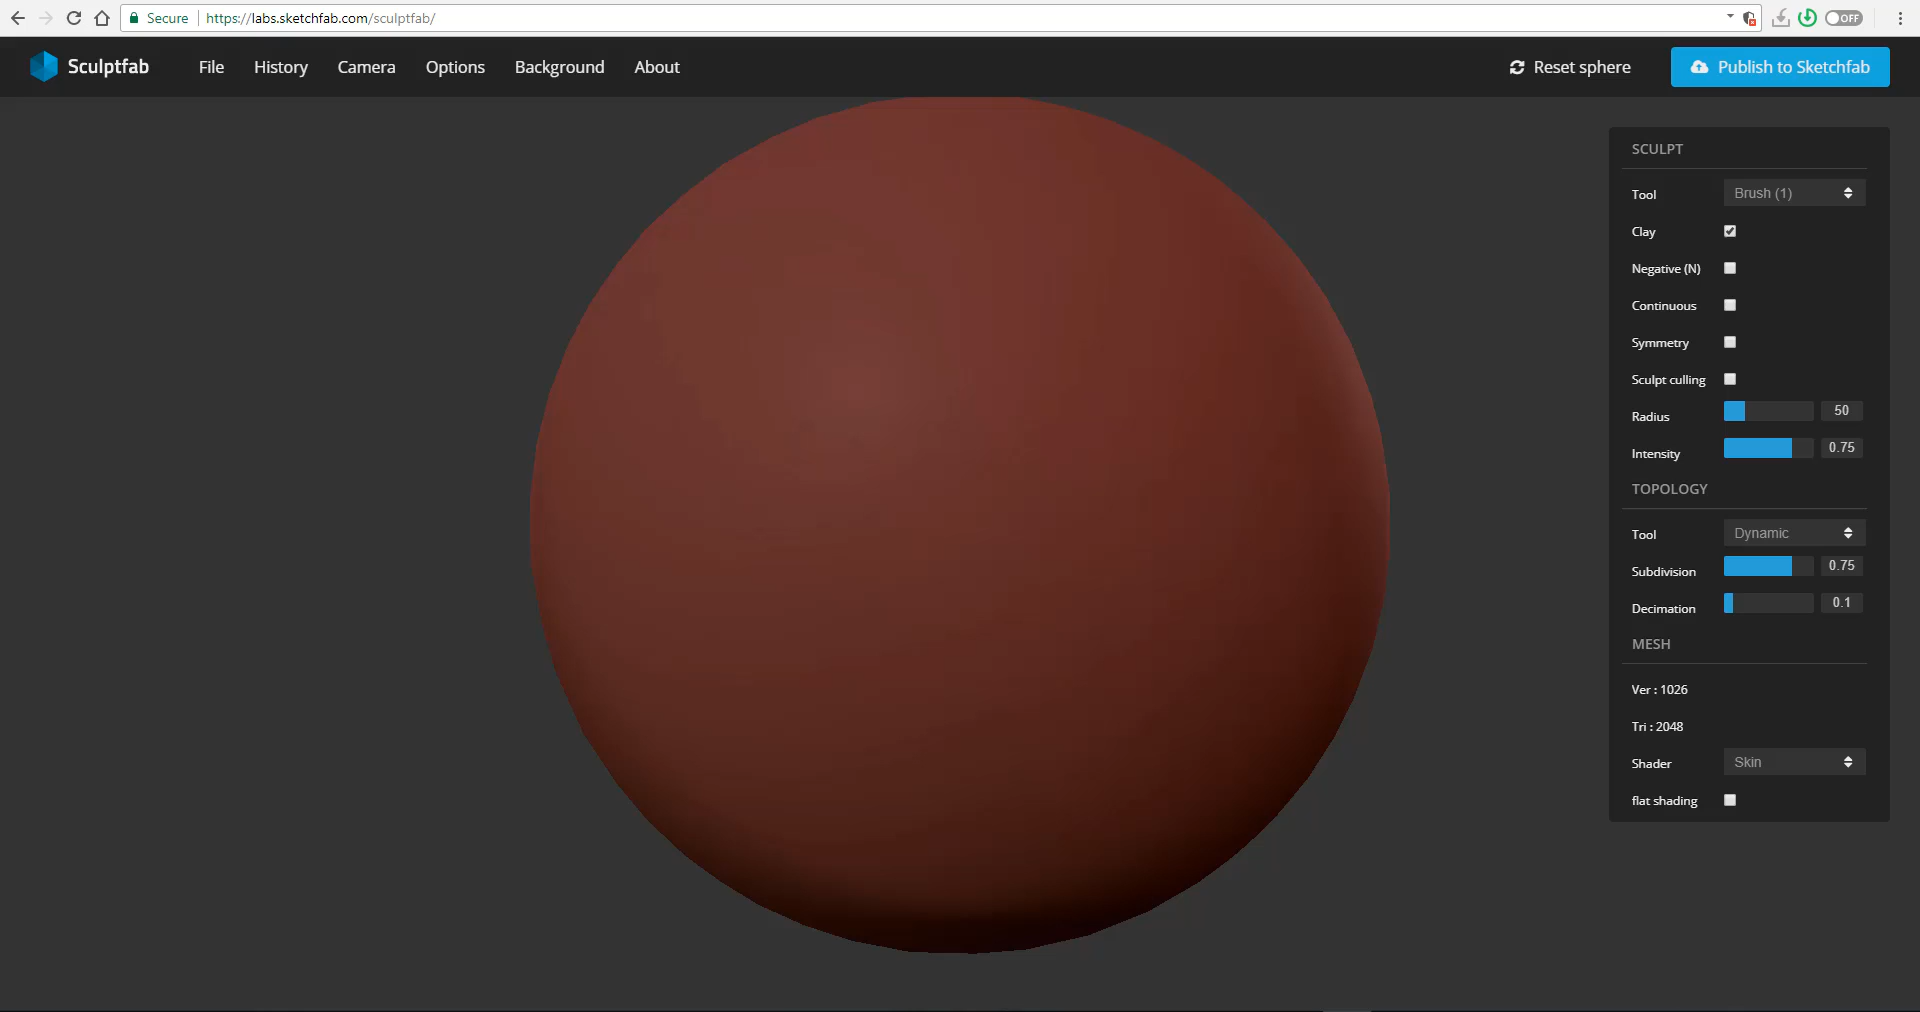 Secure https://labs.sketchfab.com/sculptfab/ OFF
Sculptfab File History Camera Options Background About Reset sphere Publish to Sketchfab
SCULPT
Tool Brush (1)
Clay
Negative (N)
Continuous
Symmetry
Sculpt culling
Radius 50
Intensity 0.75
TOPOLOGY
Tool Dynamic
Subdivision 0.75
Decimation 0.1
MESH
Ver : 1026
Tri : 2048
Shader Skin
flat shading